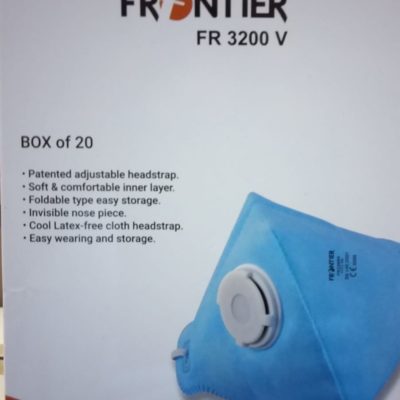 FRONTIER
FR 3200 V
BOX of 20
• Patented adjustable headstrap.
• Soft & comfortable inner layer.
• Foldable type easy storage.
• Invisible nose piece.
• Cool Latex-free cloth headstrap.
• Easy wearing and storage.
FRONTIER